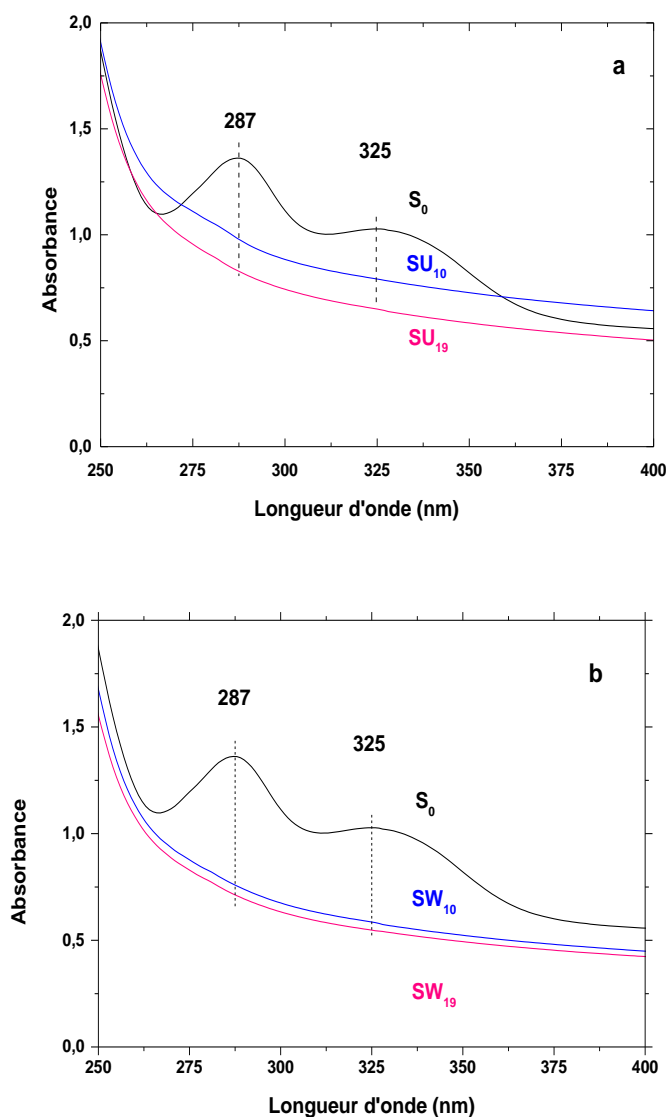 2,0
a
287
1,5
325
S0
1,0
SU10
Absorbance
0,5
SU19
0,0
250 275 300 325 350 375 400
Longueur d'onde (nm)
2,0
b
287
1,5
325
S0
1,0
Absorbance
SW10
0,5
SW19
0,0
250 275 300 325 350 375 400
Longueur d'onde (nm)